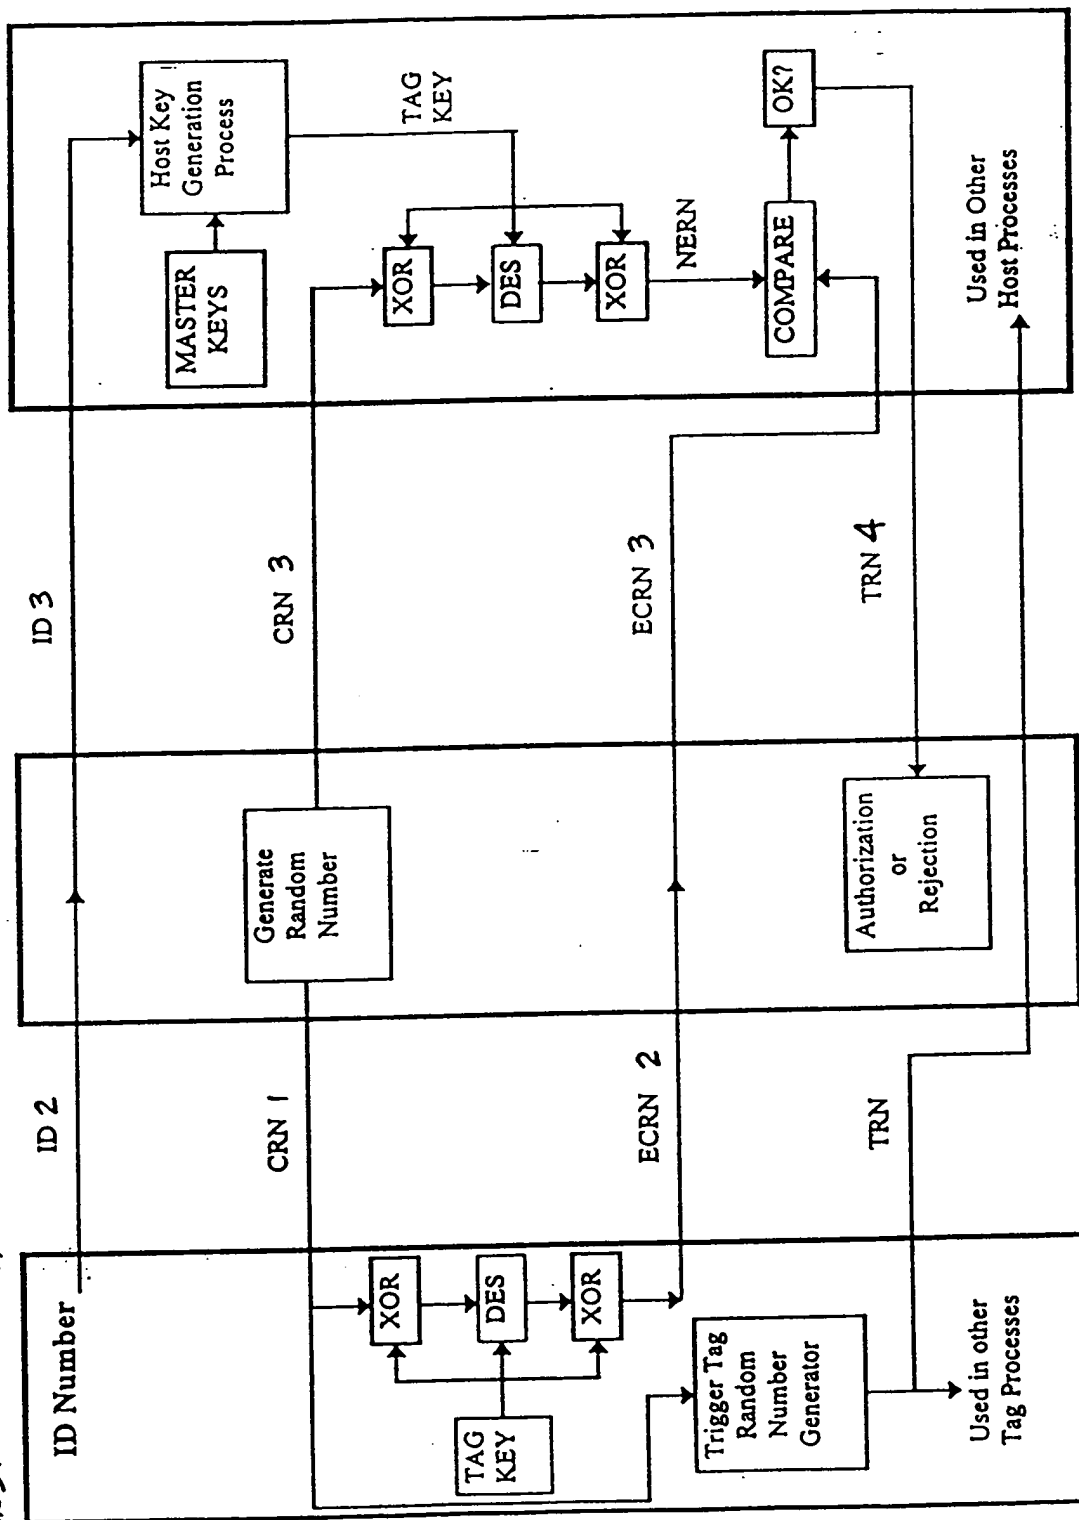 ID Number
ID 2
ID 3
MASTER
KEYS
Host Key
Generation
Process
CRN 1
Generate
Random
Number
CRN 3
TAG
KEY
XOR
DES
XOR
TAG
KEY
XOR
DES
XOR
NERN
ECRN 2
ECRN 3
Trigger Tag
Random
Number
Generator
COMPARE
OK?
TRN
Authorization
or
Rejection
TRN 4
Used in other
Tag Processes
Used in Other
Host Processes